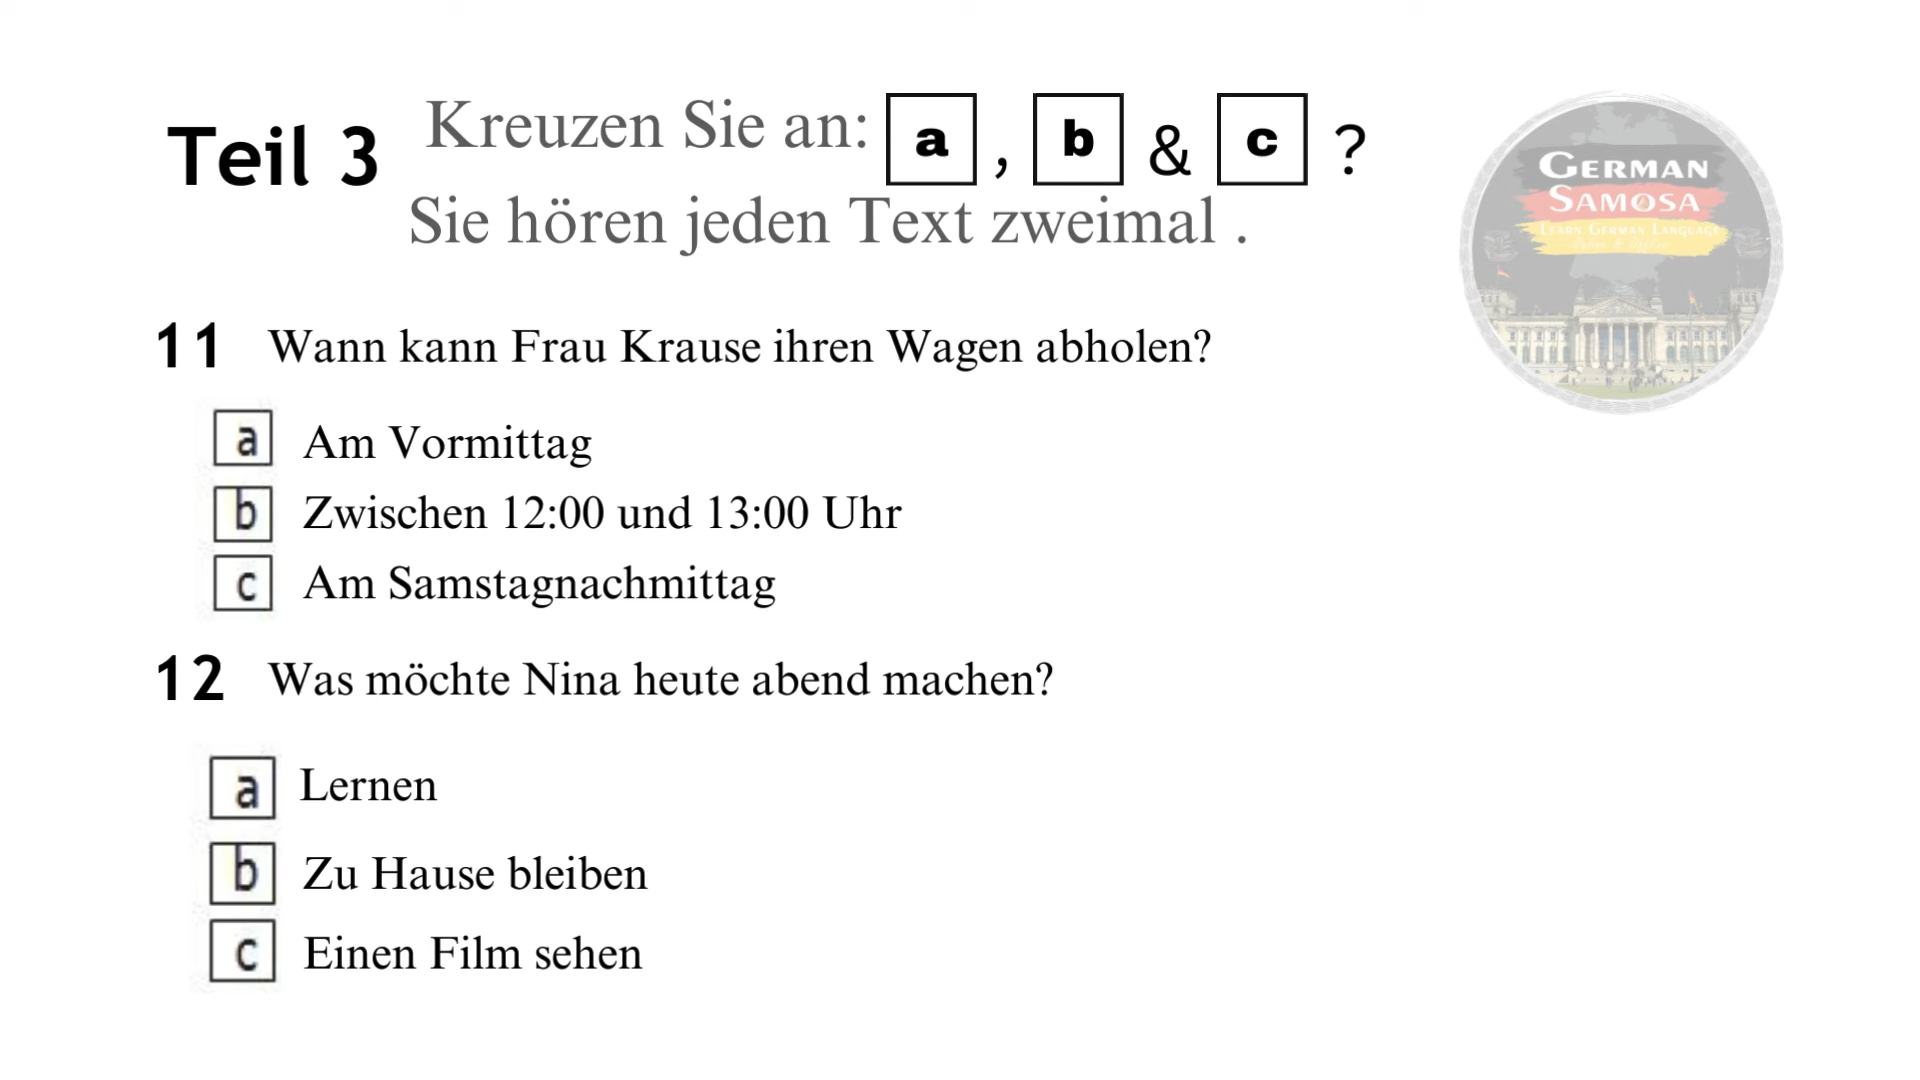 Teil 3 Kreuzen Sie an: a , b & c ?
Sie hören jeden Text zweimal .
GERMAN
SAMOSA
LEARN GERMAN LANGUAGE
11 Wann kann Frau Krause ihren Wagen abholen?
a Am Vormittag
b Zwischen 12:00 und 13:00 Uhr
c Am Samstagnachmittag
12 Was möchte Nina heute abend machen?
a Lernen
b Zu Hause bleiben
c Einen Film sehen